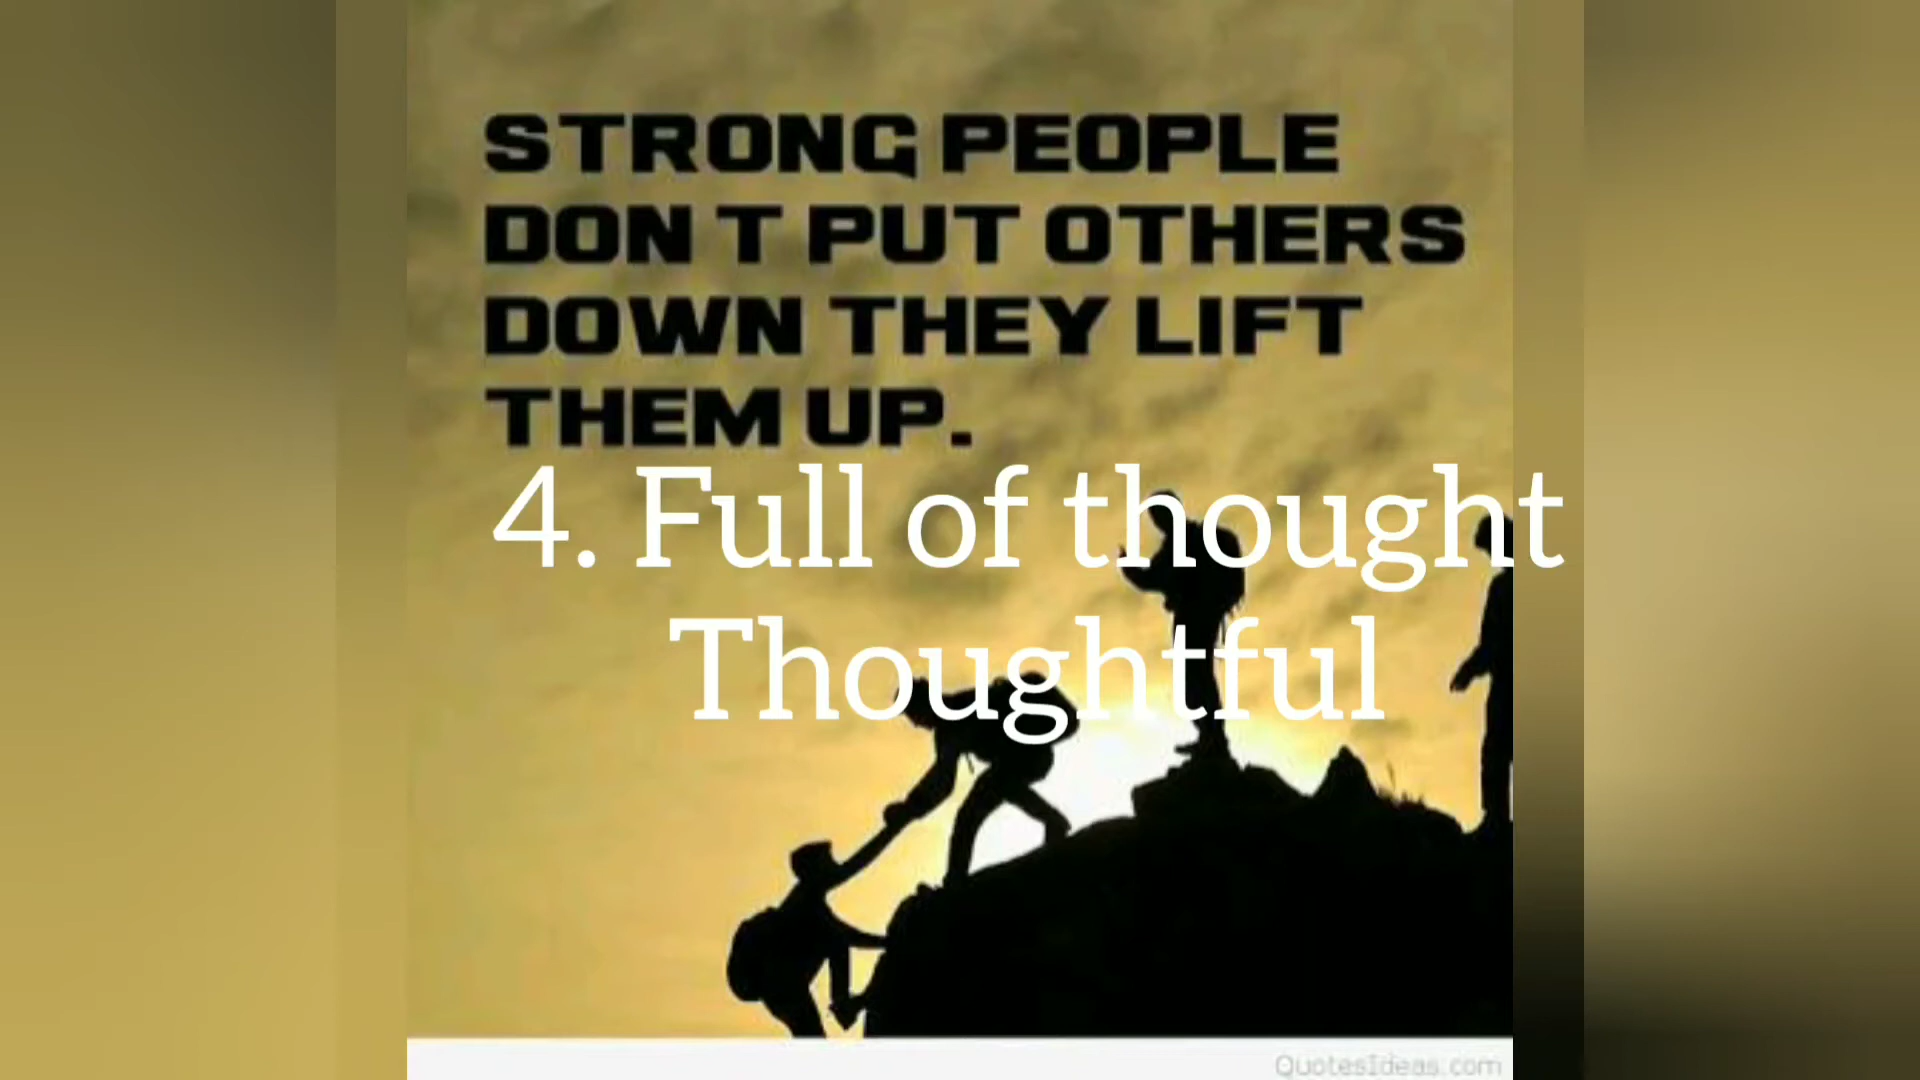 STRONG PEOPLE
DON T PUT OTHERS
DOWN THEY LIFT
THEM UP.
4. Full of thought
Thoughtful
QuotesIdeas.com